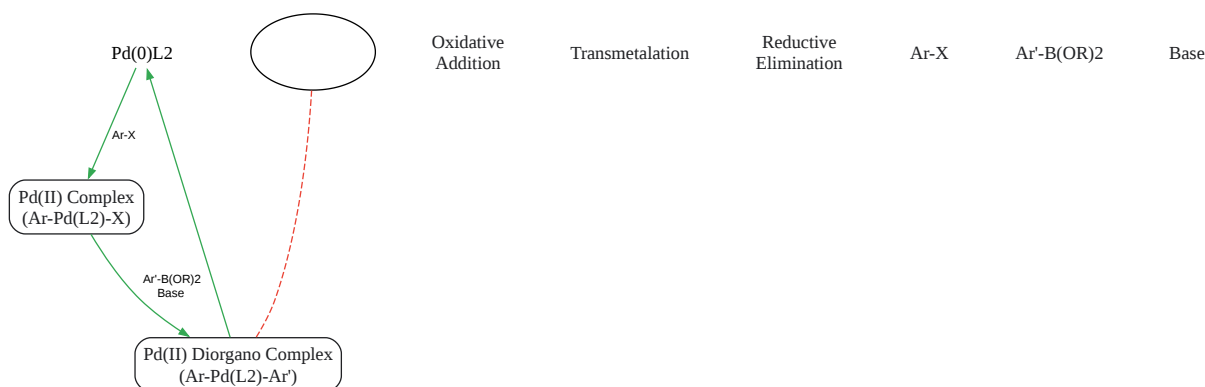 Pd(0)L2
Oxidative
Addition
Transmetalation
Reductive
Elimination
Ar-X
Ar'-B(OR)2
Base
Ar-X
Pd(II) Complex
(Ar-Pd(L2)-X)
Ar'-B(OR)2
Base
Pd(II) Diorgano Complex
(Ar-Pd(L2)-Ar')